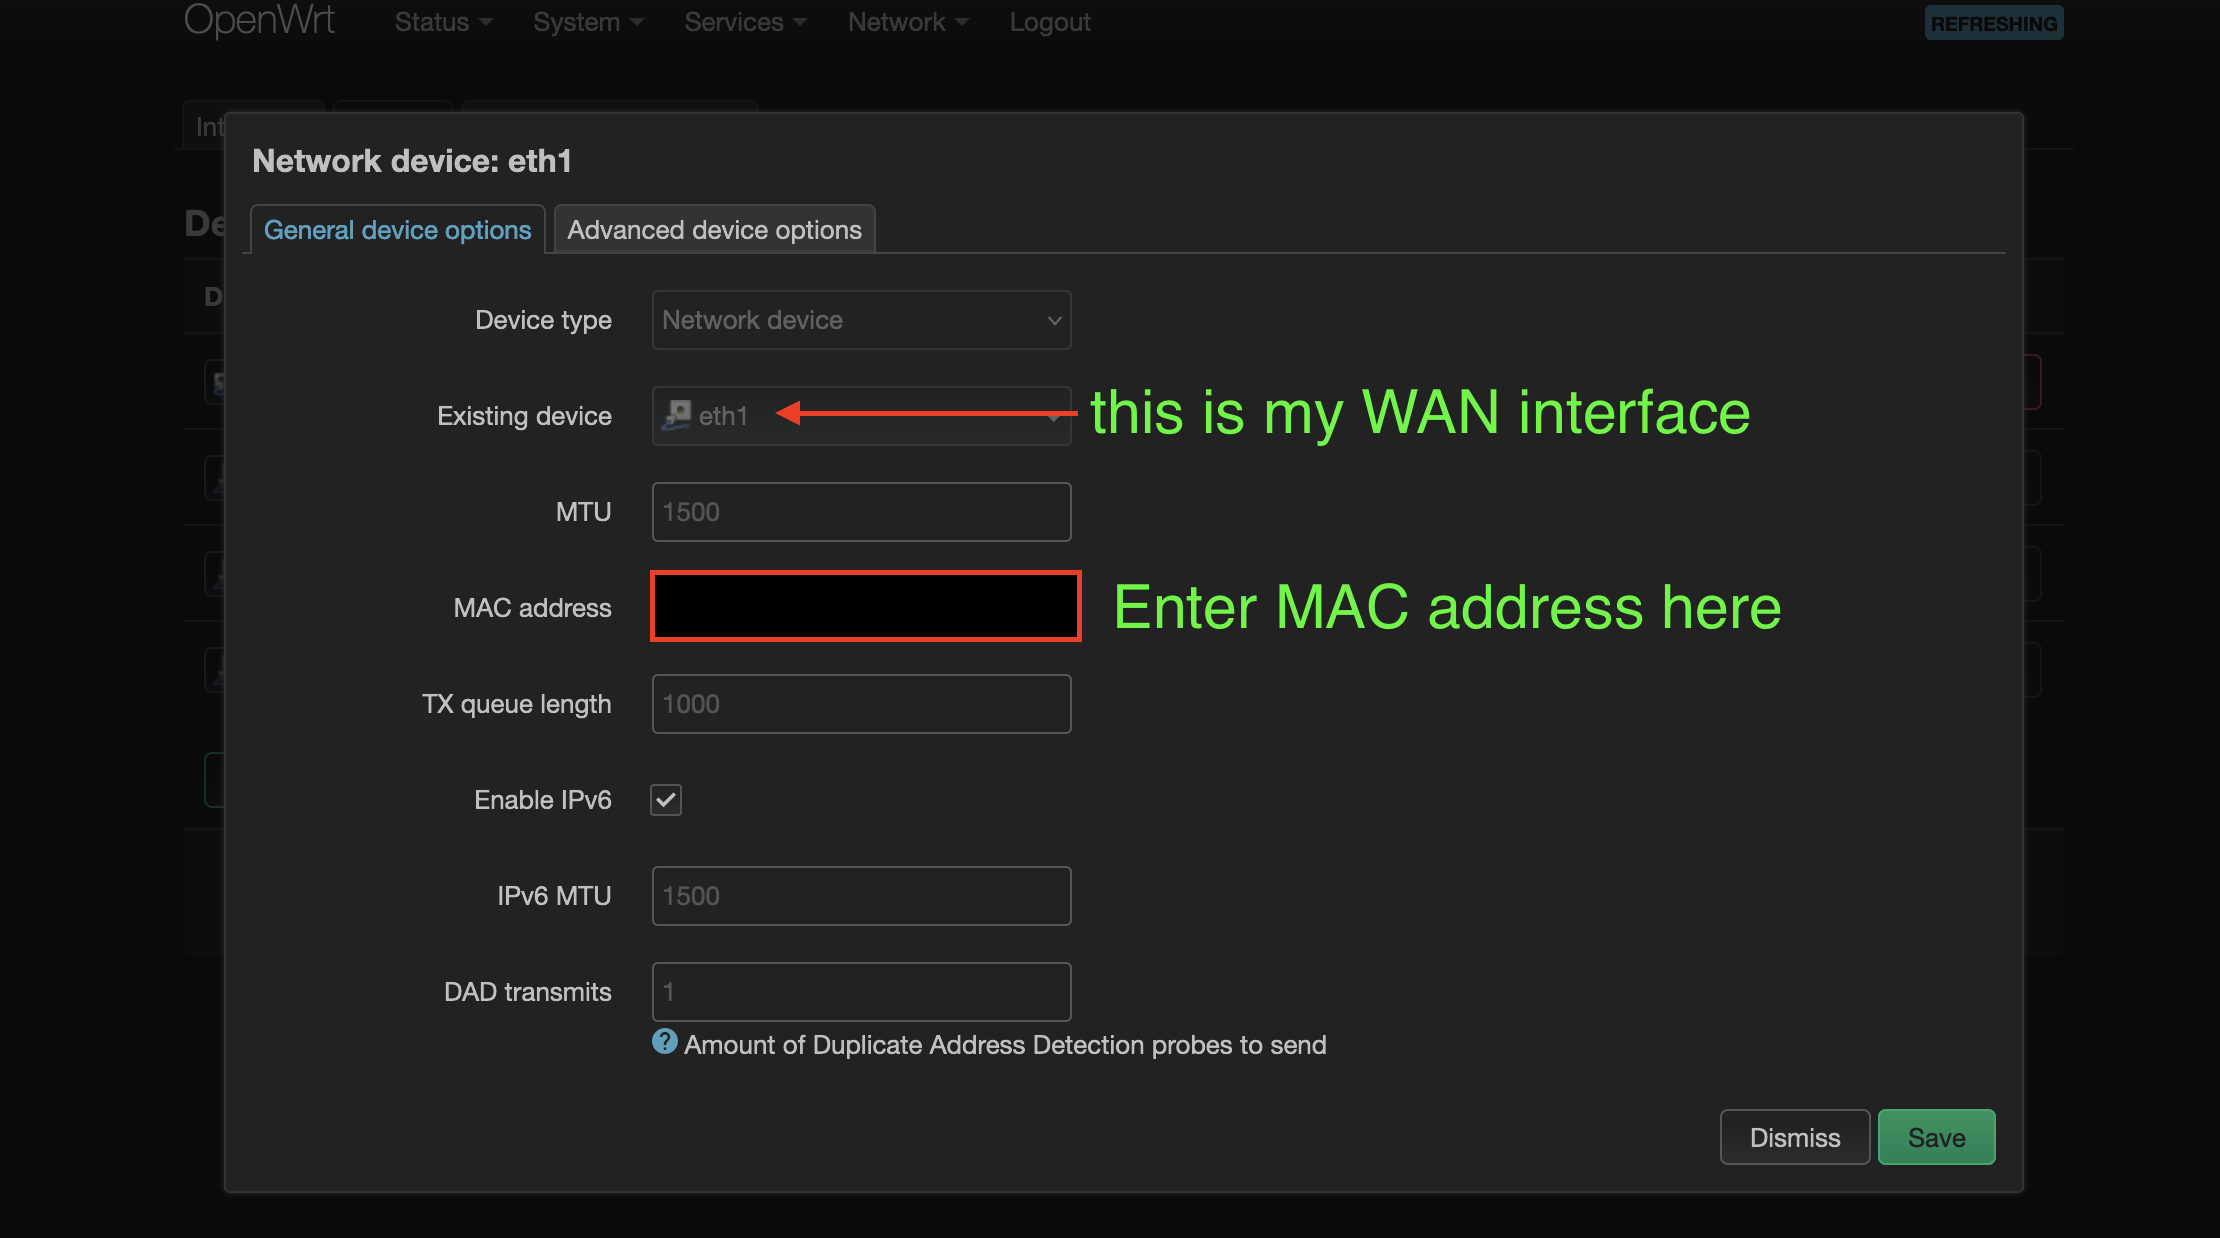 OpenWrt Status System Services Network Logout REFRESHING
Int
Network device: eth1
De
General device options Advanced device options
D
Device type Network device
Existing device eth1 this is my WAN interface
MTU 1500
MAC address Enter MAC address here
TX queue length 1000
Enable IPv6
IPv6 MTU 1500
DAD transmits 1
Amount of Duplicate Address Detection probes to send
Dismiss Save